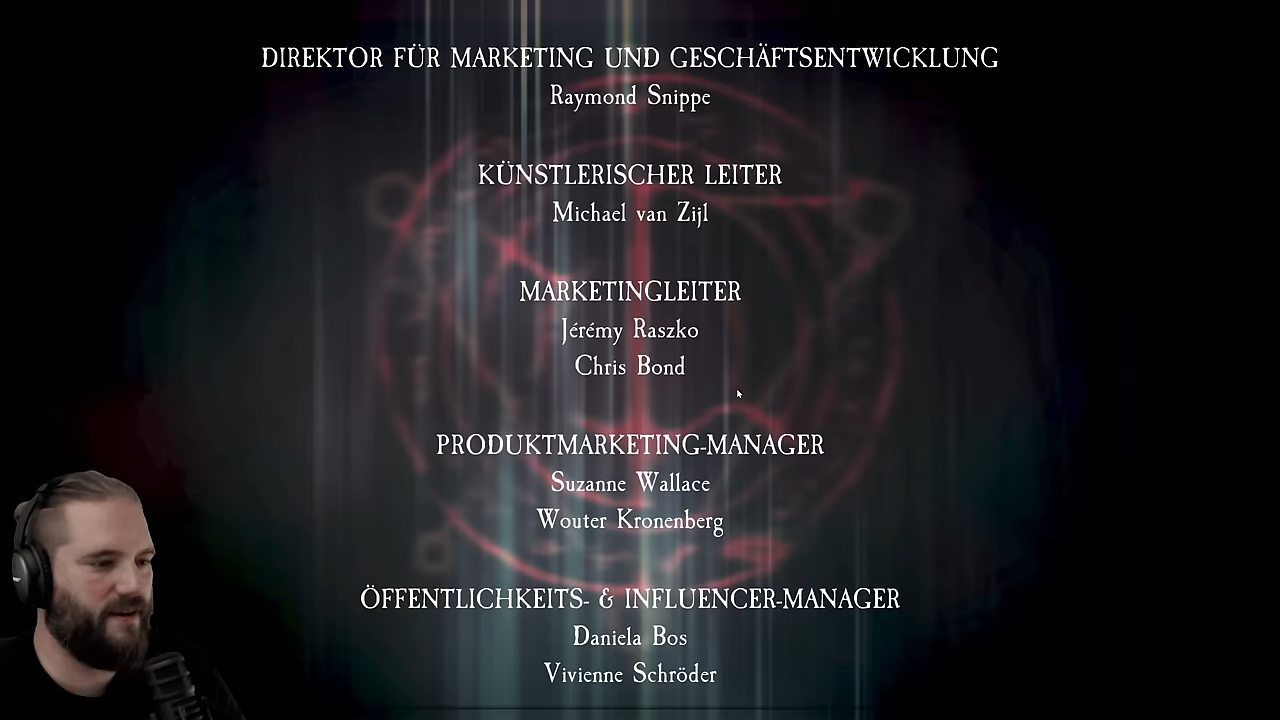 DIREKTOR FÜR MARKETING UND GESCHÄFTSENTWICKLUNG
Raymond Snippe
KÜNSTLERISCHER LEITER
Michael van Zijl
MARKETINGLEITER
Jérémy Raszko
Chris Bond
PRODUKTMARKETING-MANAGER
Suzanne Wallace
Wouter Kronenberg
ÖFFENTLICHKEITS- & INFLUENCER-MANAGER
Daniela Bos
Vivienne Schröder